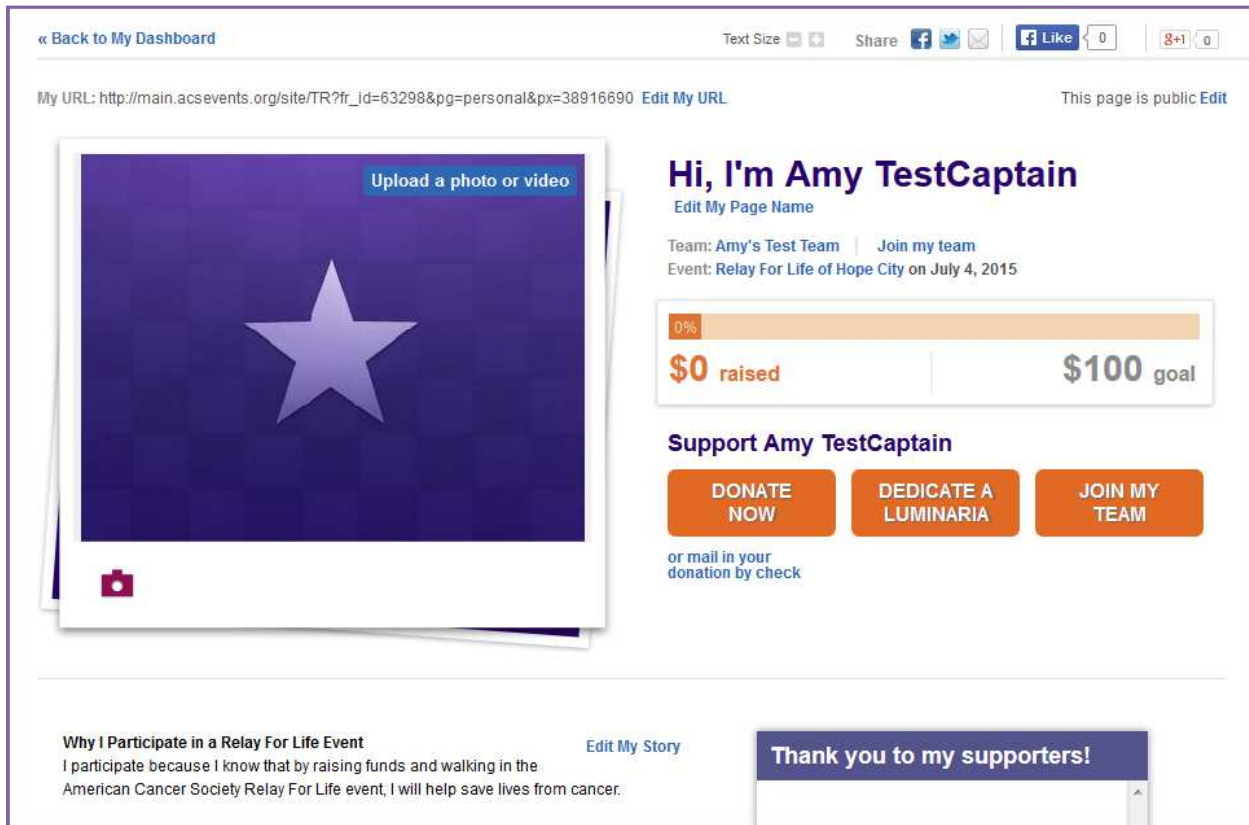 « Back to My Dashboard
Text Size
Share
Like
0
g+1
0
My URL: http://main.acsevents.org/site/TR?fr_id=63298&pg=personal&px=38916690 Edit My URL
This page is public Edit
Upload a photo or video
Hi, I'm Amy TestCaptain
Edit My Page Name
Team: Amy's Test Team | Join my team
Event: Relay For Life of Hope City on July 4, 2015
0%
$0 raised
$100 goal
Support Amy TestCaptain
DONATE
NOW
DEDICATE A
LUMINARIA
JOIN MY
TEAM
or mail in your
donation by check
Why I Participate in a Relay For Life Event
Edit My Story
I participate because I know that by raising funds and walking in the
American Cancer Society Relay For Life event, I will help save lives from cancer.
Thank you to my supporters!